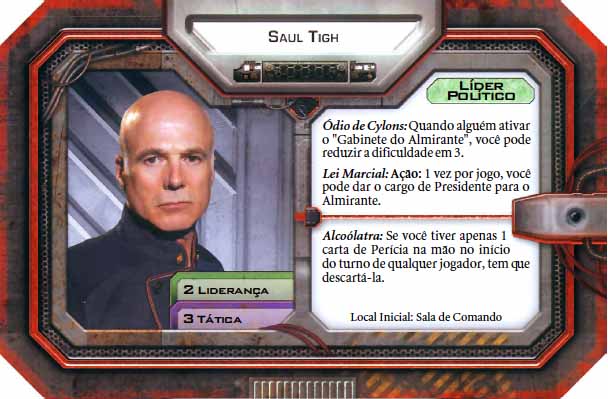 Saul Tigh
Líder
Político
Ódio de Cylons: Quando alguém ativar
o "Gabinete do Almirante", você pode
reduzir a dificuldade em 3.
Lei Marcial: Ação: 1 vez por jogo, você
pode dar o cargo de Presidente para o
Almirante.
Alcoólatra: Se você tiver apenas 1
carta de Perícia na mão no início
do turno de qualquer jogador, tem que
descartá-la.
Local Inicial: Sala de Comando
2 Liderança
3 Tática